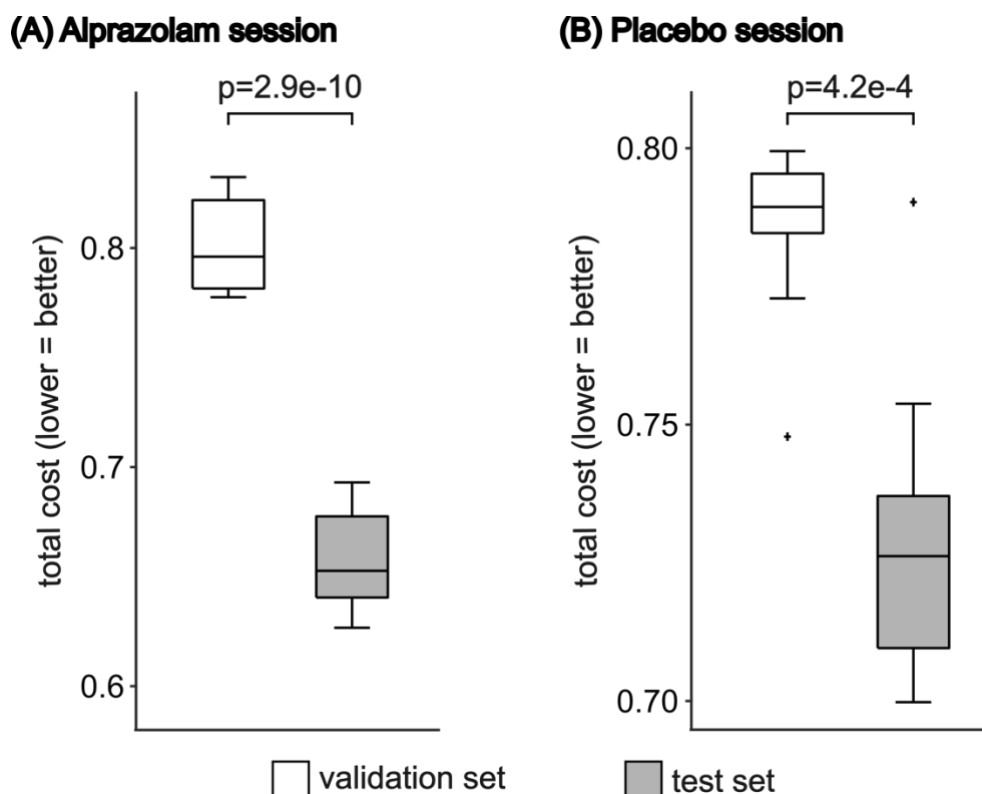 (A) Alprazolam session
p=2.9e-10
total cost (lower = better)
0.8
0.7
0.6
(B) Placebo session
p=4.2e-4
total cost (lower = better)
0.80
0.75
0.70
validation set
test set